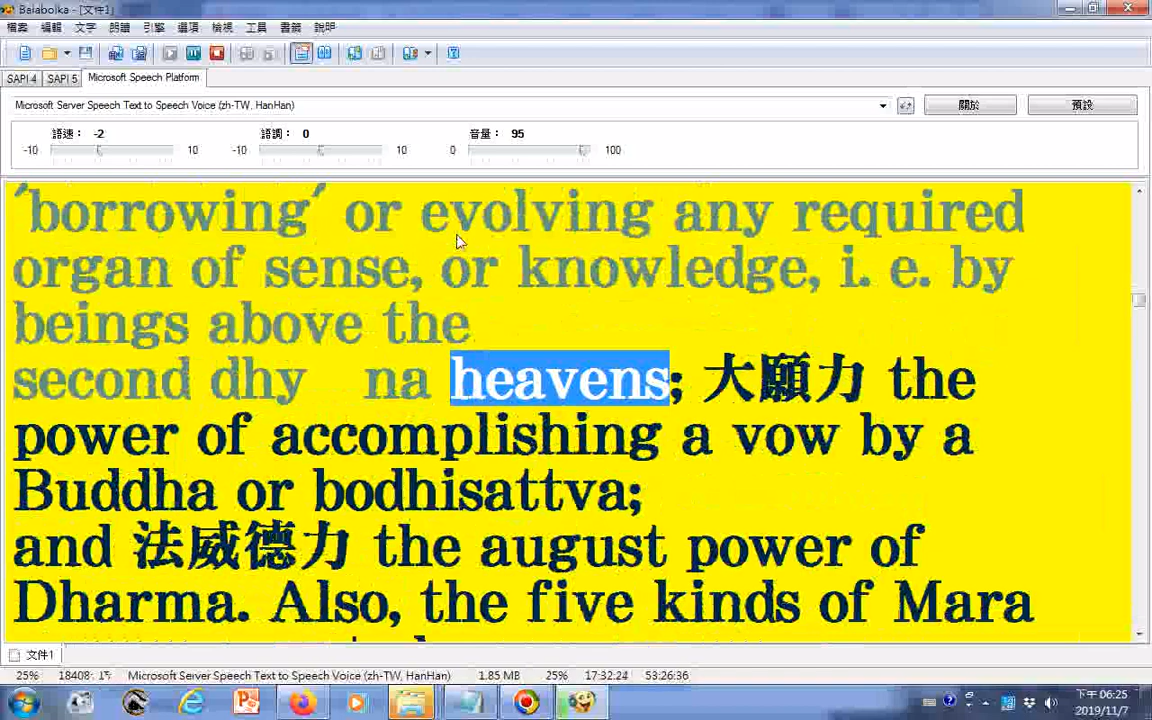 Balabolka - [文件1]
檔案 編輯 文字 朗讀 引擎 選項 檢視 工具 書籤 說明
SAPI 4 SAPI 5 Microsoft Speech Platform
Microsoft Server Speech Text to Speech Voice (zh-TW, HanHan) 關於 預設
語速： -2 語調： 0 音量： 95
-10 10 -10 10 0 100
'borrowing' or evolving any required
organ of sense, or knowledge, i. e. by
beings above the
second dhy na heavens; 大願力 the
power of accomplishing a vow by a
Buddha or bodhisattva;
and 法威德力 the august power of
Dharma. Also, the five kinds of Mara
文件1
25% Microsoft Server Speech Text to Speech Voice (zh-TW, HanHan) 1.85 MB 25% 17:32:24 53:26:36
下午 06:25
2019/11/7